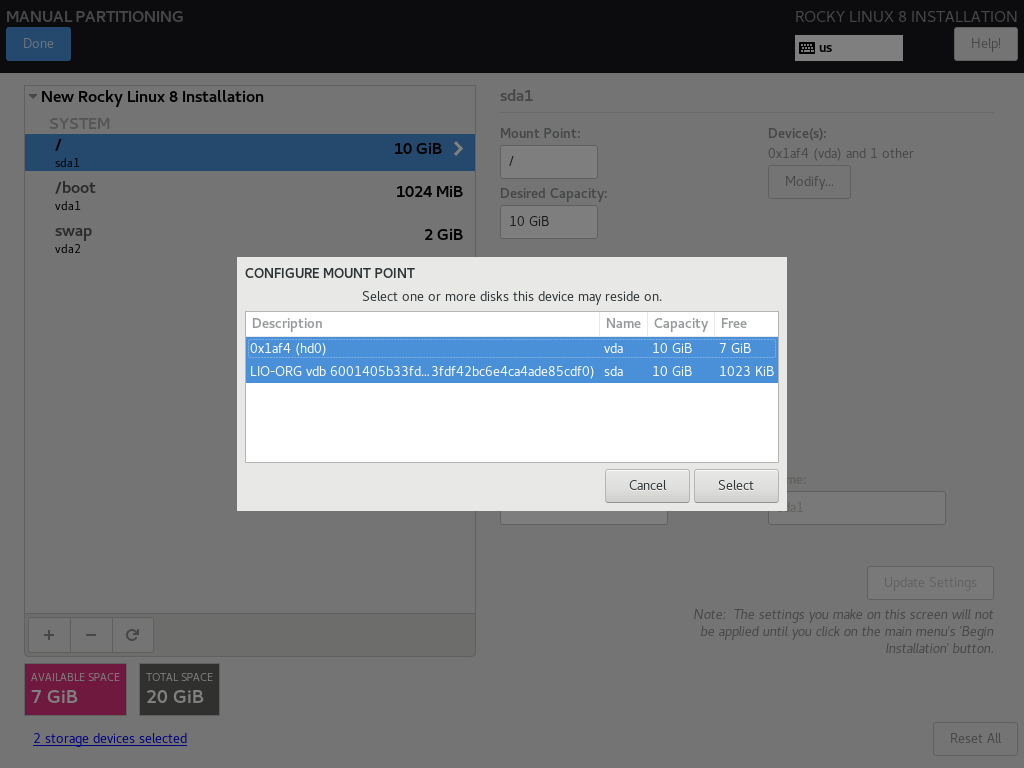 MANUAL PARTITIONING
ROCKY LINUX 8 INSTALLATION
Done
us
Help!
New Rocky Linux 8 Installation
SYSTEM
/
sda1
10 GiB
/boot
vda1
1024 MiB
swap
vda2
2 GiB
sda1
Mount Point:
/
Desired Capacity:
10 GiB
Device(s):
0x1af4 (vda) and 1 other
Modify...
CONFIGURE MOUNT POINT
Select one or more disks this device may reside on.
Description Name Capacity Free
0x1af4 (hd0) vda 10 GiB 7 GiB
LIO-ORG vdb 6001405b33fd...3fdf42bc6e4ca4ade85cdf0) sda 10 GiB 1023 KiB
Cancel
Select
Update Settings
Note: The settings you make on this screen will not
be applied until you click on the main menu's 'Begin
Installation' button.
AVAILABLE SPACE
7 GiB
TOTAL SPACE
20 GiB
2 storage devices selected
Reset All